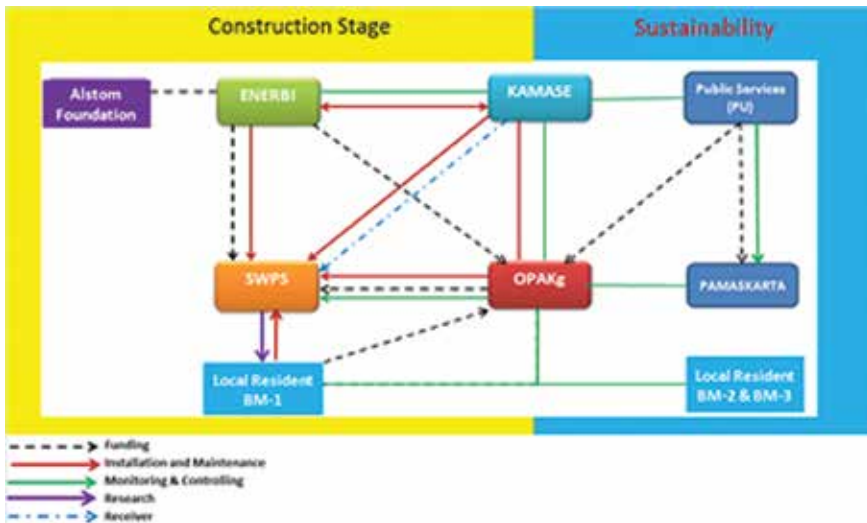 Construction Stage
Sustainability
Alstom
Foundation
ENERBI
KAMASE
Public Services
(PU)
SWPS
OPAKg
PAMASKARTA
Local Resident
BM-1
Local Resident
BM-2 & BM-3
Funding
Installation and Maintenance
Monitoring & Controlling
Research
Receiver